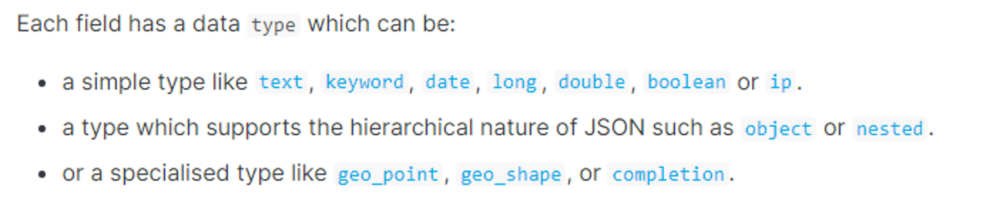 Each field has a data type which can be:
• a simple type like text, keyword, date, long, double, boolean or ip.
• a type which supports the hierarchical nature of JSON such as object or nested.
• or a specialised type like geo_point, geo_shape, or completion.